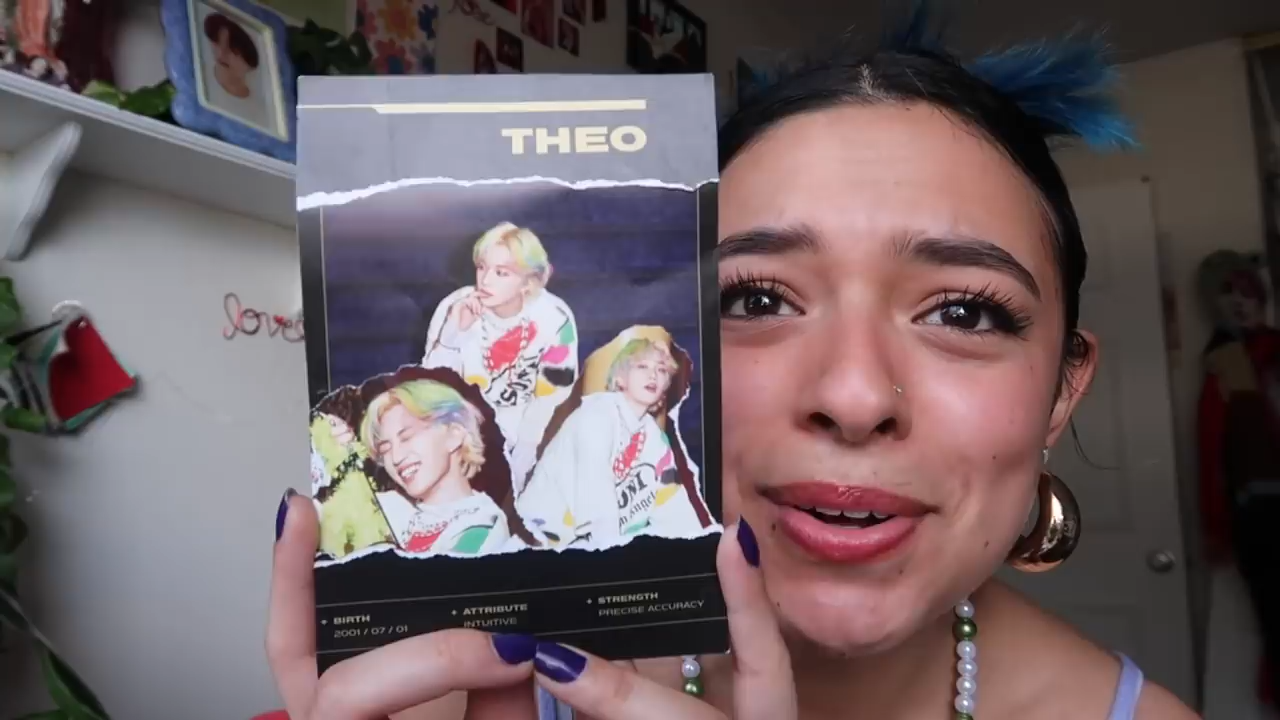 THEO
love
+ BIRTH
2001 / 07 / 01
+ ATTRIBUTE
INTUITIVE
+ STRENGTH
PRECISE ACCURACY